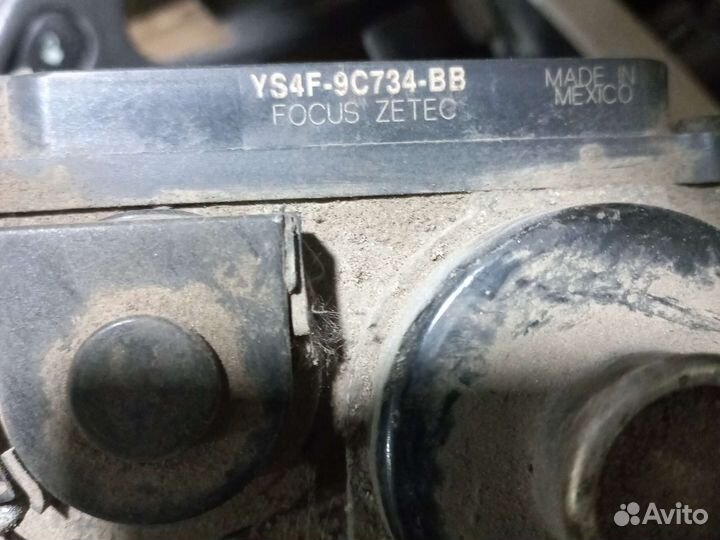 YS4F-9C734-BB
FOCUS ZETEC
MADE IN
MEXICO
Avito